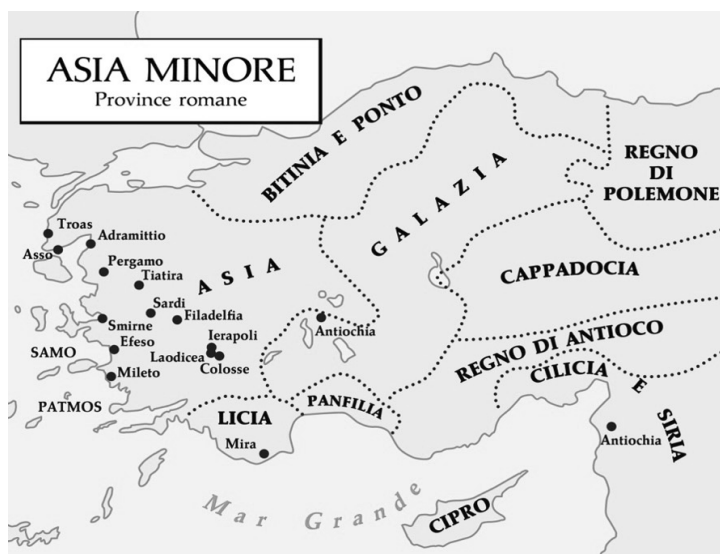 ASIA MINORE
Province romane
BITINIA E PONTO
GALAZIA
REGNO
DI
POLEMONE
Troas
Adramittio
Asso
Pergamo
Tiatira
ASIA
CAPPADOCIA
Sardi
Filadelfia
Smirne
Antiochia
Efeso
Ierapoli
SAMO
Laodicea
Colosse
REGNO DI ANTIOCO
Mileto
CILICIA
E
SIRIA
PATMOS
LICIA
PANFILIA
Mira
Antiochia
Mar Grande
CIPRO